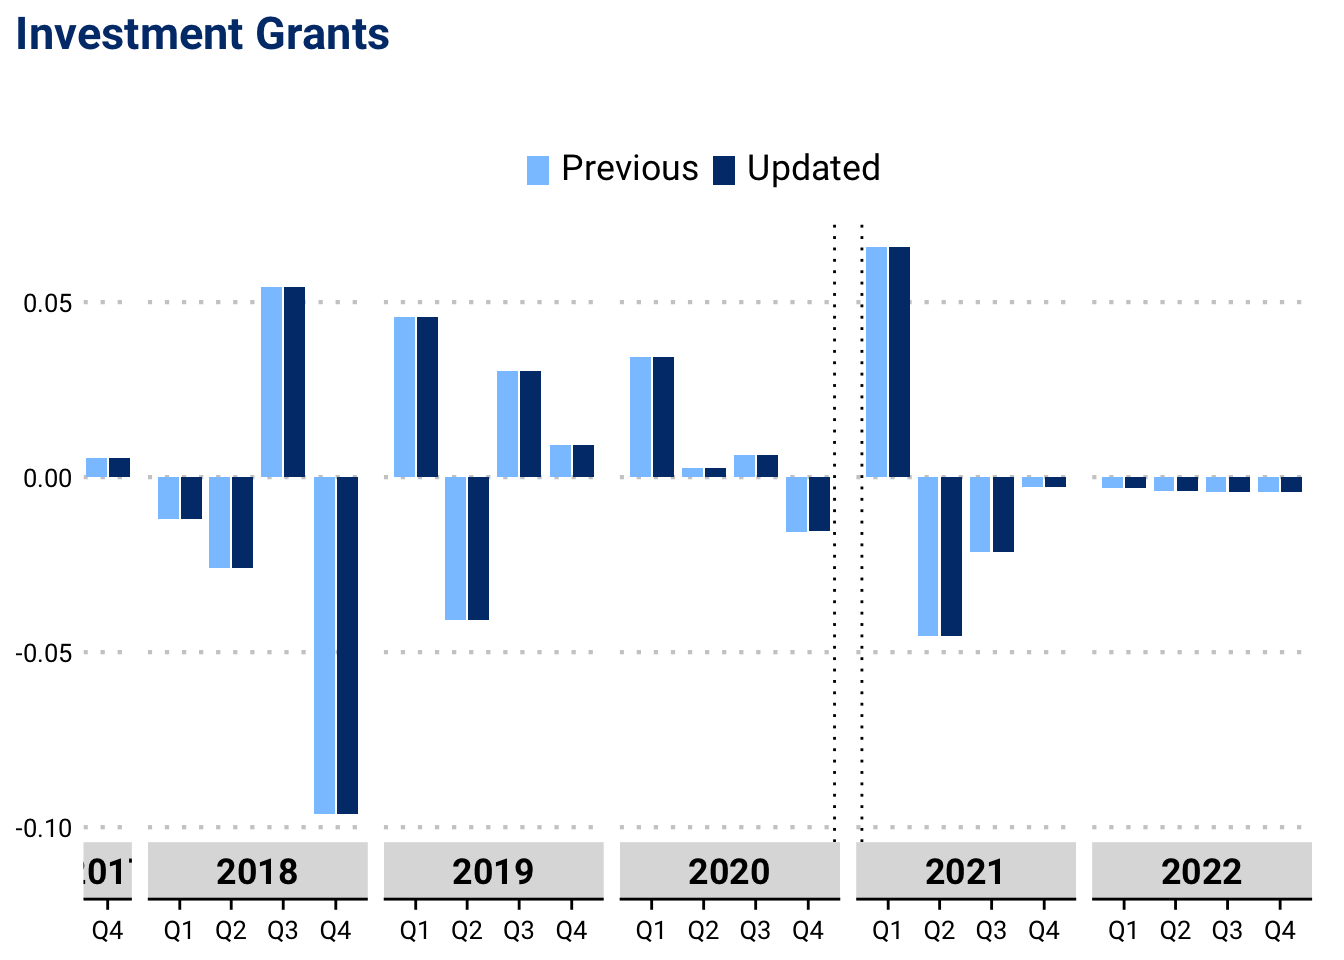 Investment Grants
Previous Updated
0.05
0.00
-0.05
-0.10
2018 2019 2020 2021 2022
Q4 Q1 Q2 Q3 Q4 Q1 Q2 Q3 Q4 Q1 Q2 Q3 Q4 Q1 Q2 Q3 Q4 Q1 Q2 Q3 Q4